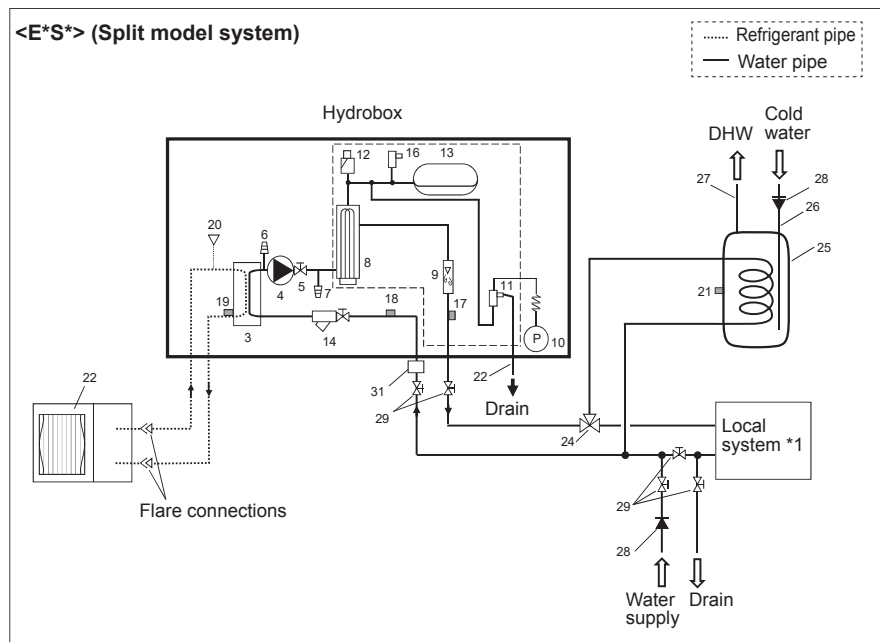 <E*S*> (Split model system)
Refrigerant pipe
Water pipe
Hydrobox
DHW
Cold
water
12
16
13
27
28
26
25
20
6
8
9
11
21
4
5
7
19
17
18
3
14
P
10
22
31
22
29
Drain
24
Local
system *1
Flare connections
29
28
Water
supply
Drain